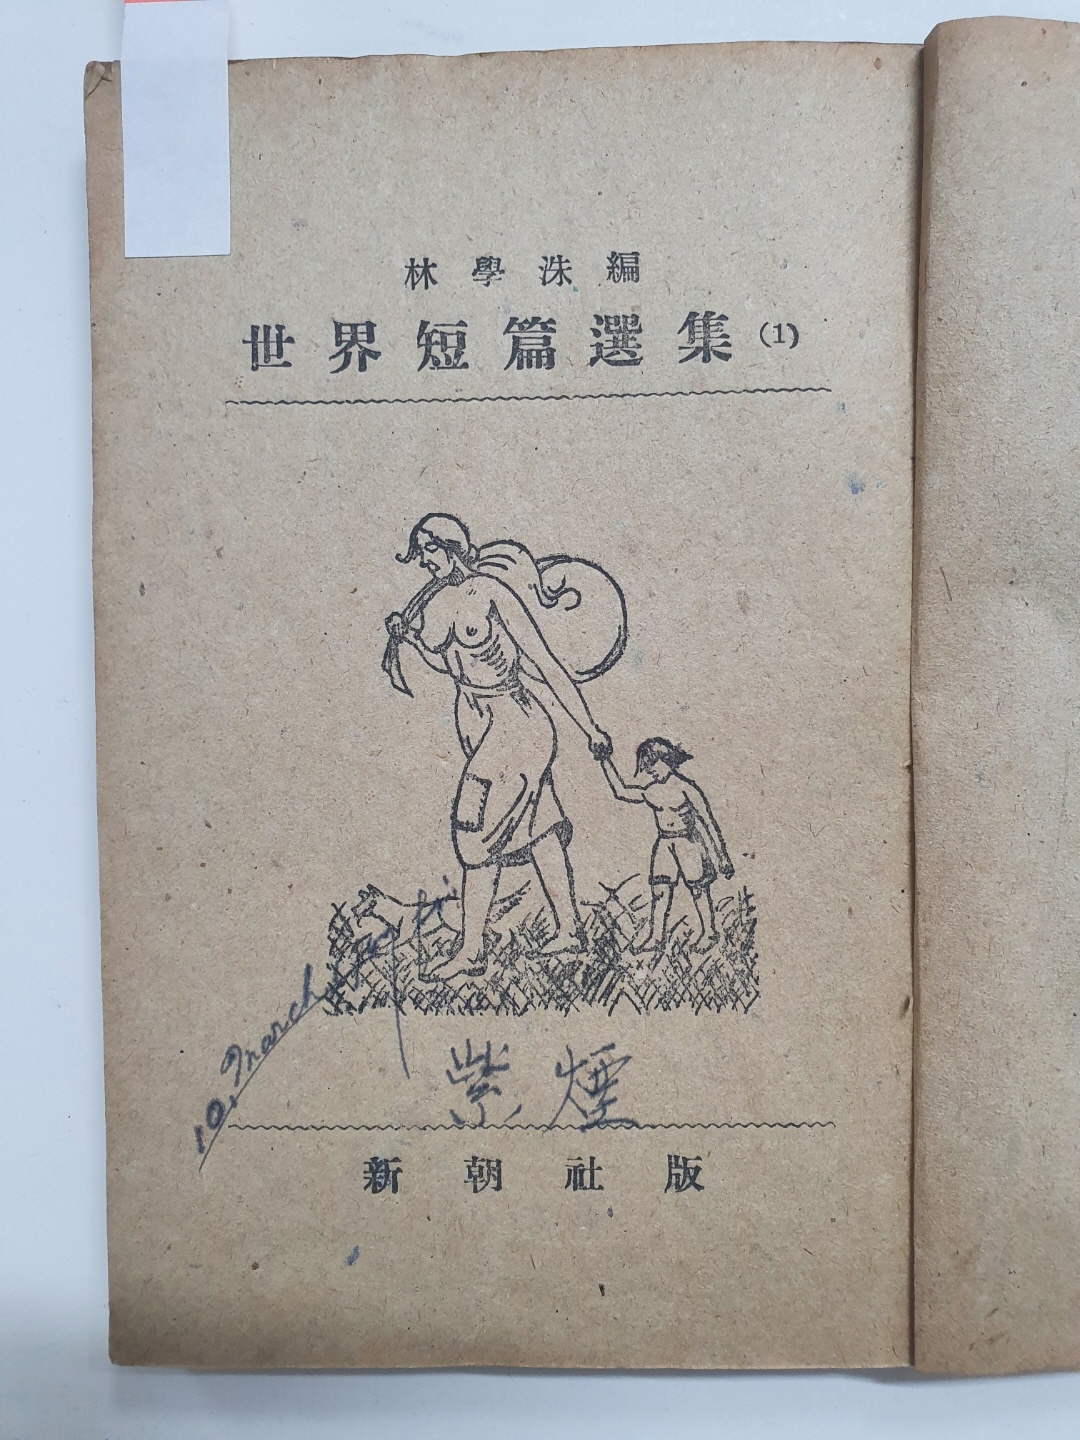 林學洙編
世界短篇選集(1)
10, March
紫煙
新朝社版